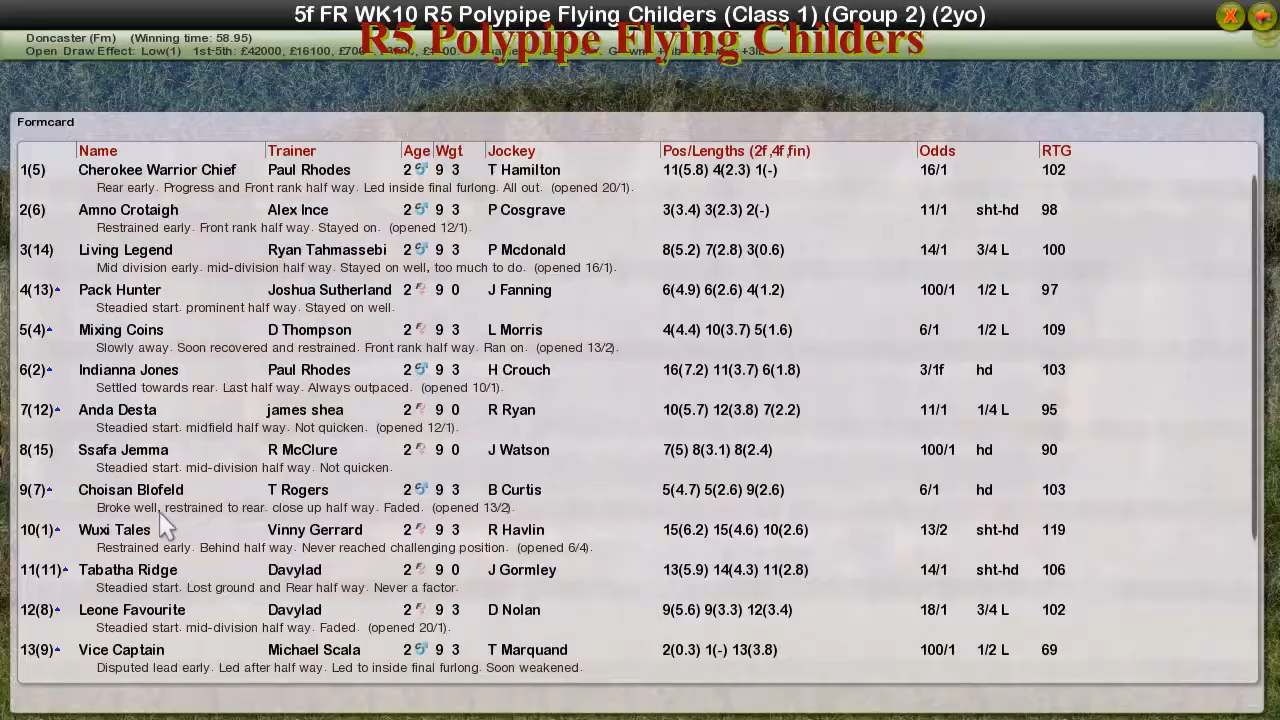 5f FR WK10 R5 Polypipe Flying Childers (Class 1) (Group 2) (2yo)
R5 Polypipe Flying Childers
Doncaster (Fm) (Winning time: 58.95)
Open Draw Effect: Low(1) 1st-5th: £42000, £16100,
Formcard
Name Trainer Age Wgt Jockey Pos/Lengths (2f,4f,fin) Odds RTG
1(5) Cherokee Warrior Chief Paul Rhodes 2 9 3 T Hamilton 11(5.8) 4(2.3) 1(-) 16/1 102
Rear early. Progress and Front rank half way. Led inside final furlong. All out. (opened 20/1).
2(6) Amno Crotaigh Alex Ince 2 9 3 P Cosgrave 3(3.4) 3(2.3) 2(-) 11/1 sht-hd 98
Restrained early. Front rank half way. Stayed on. (opened 12/1).
3(14) Living Legend Ryan Tahmassebi 2 9 3 P Mcdonald 8(5.2) 7(2.8) 3(0.6) 14/1 3/4 L 100
Mid division early. mid-division half way. Stayed on well, too much to do. (opened 16/1).
4(13) Pack Hunter Joshua Sutherland 2 9 0 J Fanning 6(4.9) 6(2.6) 4(1.2) 100/1 1/2 L 97
Steadied start. prominent half way. Stayed on well.
5(4) Mixing Coins D Thompson 2 9 3 L Morris 4(4.4) 10(3.7) 5(1.6) 6/1 1/2 L 109
Slowly away. Soon recovered and restrained. Front rank half way. Ran on. (opened 13/2).
6(2) Indianna Jones Paul Rhodes 2 9 3 H Crouch 16(7.2) 11(3.7) 6(1.8) 3/1f hd 103
Settled towards rear. Last half way. Always outpaced. (opened 10/1).
7(12) Anda Desta james shea 2 9 0 R Ryan 10(5.7) 12(3.8) 7(2.2) 11/1 1/4 L 95
Steadied start. midfield half way. Not quicken. (opened 12/1).
8(15) Ssafa Jemma R McClure 2 9 0 J Watson 7(5) 8(3.1) 8(2.4) 100/1 hd 90
Steadied start. mid-division half way. Not quicken.
9(7) Choisan Blofeld T Rogers 2 9 3 B Curtis 5(4.7) 5(2.6) 9(2.6) 6/1 hd 103
Broke well, restrained to rear. close up half way. Faded. (opened 13/2).
10(1) Wuxi Tales Vinny Gerrard 2 9 3 R Havlin 15(6.2) 15(4.6) 10(2.6) 13/2 sht-hd 119
Restrained early. Behind half way. Never reached challenging position. (opened 6/4).
11(11) Tabatha Ridge Davylad 2 9 0 J Gormley 13(5.9) 14(4.3) 11(2.8) 14/1 sht-hd 106
Steadied start. Lost ground and Rear half way. Never a factor.
12(8) Leone Favourite Davylad 2 9 3 D Nolan 9(5.6) 9(3.3) 12(3.4) 18/1 3/4 L 102
Steadied start. mid-division half way. Faded. (opened 20/1).
13(9) Vice Captain Michael Scala 2 9 3 T Marquand 2(0.3) 1(-) 13(3.8) 100/1 1/2 L 69
Disputed lead early. Led after half way. Led to inside final furlong. Soon weakened.